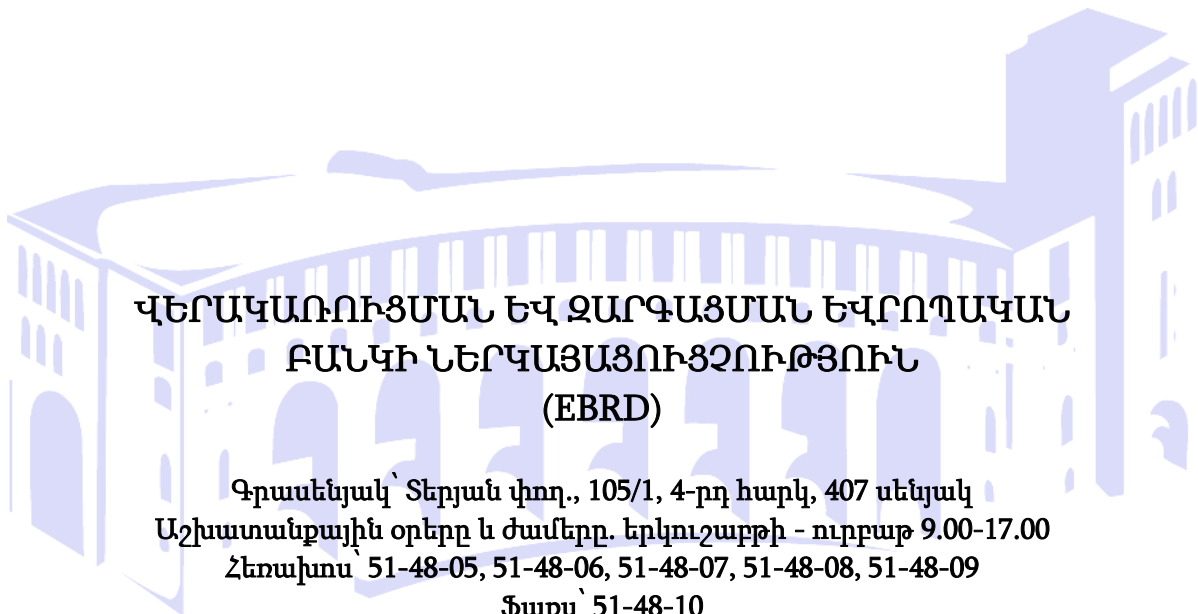 ՎԵՐԱԿԱՌՈՒՑՄԱՆ ԵՎ ԶԱՐԳԱՑՄԱՆ ԵՎՐՈՊԱԿԱՆ
ԲԱՆԿԻ ՆԵՐԿԱՅԱՑՈՒՑՉՈՒԹՅՈՒՆ
(EBRD)
Գրասենյակ՝ Տերյան փող., 105/1, 4-րդ հարկ, 407 սենյակ
Աշխատանքային օրերը և ժամերը. երկուշաբթի - ուրբաթ 9.00-17.00
Հեռախոս՝ 51-48-05, 51-48-06, 51-48-07, 51-48-08, 51-48-09
Ֆաքս՝ 51-48-10